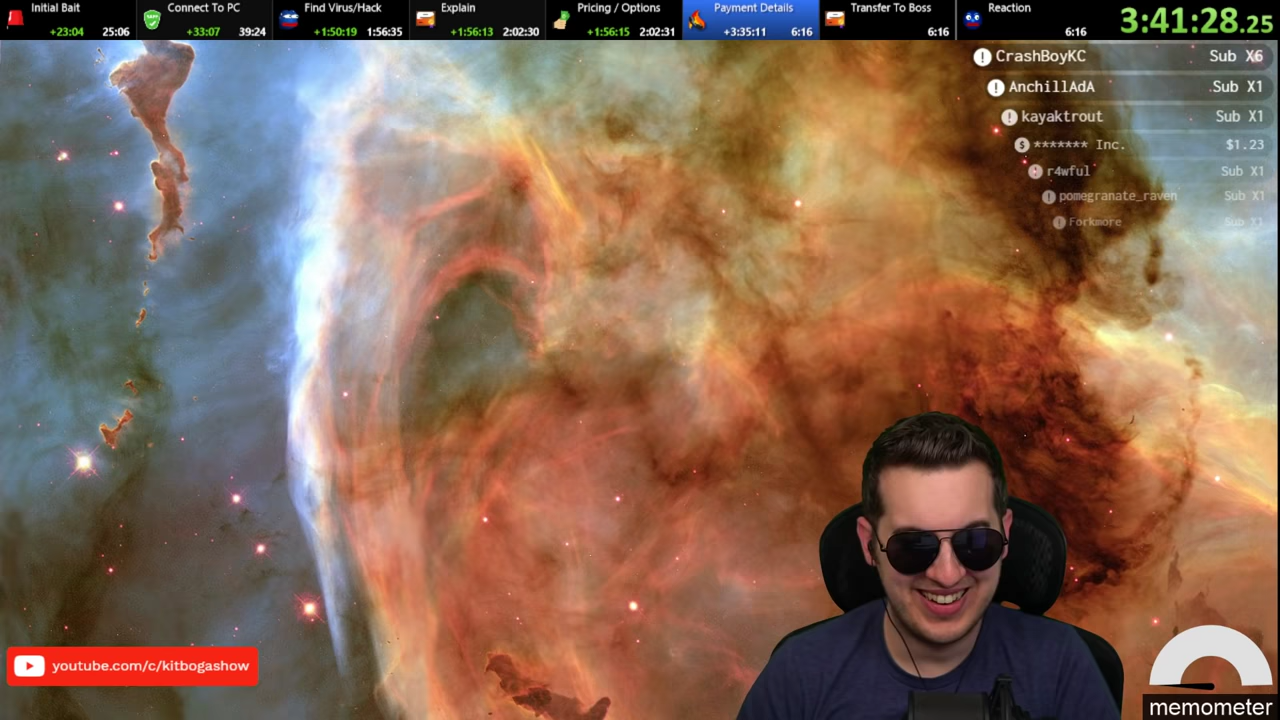 Initial Bait
+23:04 25:06
Connect To PC
+33:07 39:24
Find Virus/Hack
+1:50:19 1:56:35
Explain
+1:56:13 2:02:30
Pricing / Options
+1:56:15 2:02:31
Payment Details
+3:35:11 6:16
Transfer To Boss
6:16
Reaction
6:16
3:41:28.25
CrashBoyKC Sub X6
AnchillAdA Sub X1
kayaktrout Sub X1
$ ******* Inc. $1.23
r4wful Sub X1
pomegranate_raven Sub X1
Forkmore Sub X1
youtube.com/c/kitbogashow
memometer